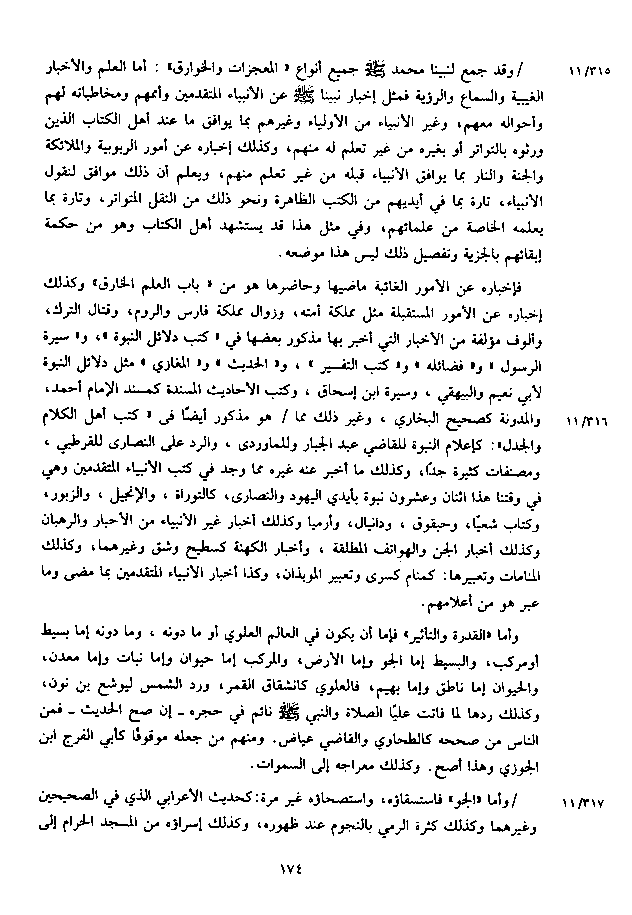 ١١/٣١٥ / وقد جمع لنبينا محمد ﷺ جميع أنواع « المعجزات والخوارق» : أما العلم والأخبار
الغيبية والسماع والرؤية فمثل إخبار نبينا ﷺ عن الأنبياء المتقدمين وأممهم ومخاطباته لهم
وأحواله معهم، وغير الأنبياء من الأولياء وغيرهم بما يوافق ما عند أهل الكتاب الذين
ورثوه بالتواتر أو بغيره من غير تعلم له منهم، وكذلك إخباره عن أمور الربوبية والملائكة
والجنة والنار بما يوافق الأنبياء قبله من غير تعلم منهم، ويعلم أن ذلك موافق لنقول
الأنبياء، تارة بما في أيديهم من الكتب الظاهرة ونحو ذلك من النقل المتواتر، وتارة بما
يعلمه الخاصة من علمائهم، وفي مثل هذا قد يستشهد أهل الكتاب وهو من حكمة
إبقائهم بالجزية وتفصيل ذلك ليس هذا موضعه.
فإخباره عن الأمور الغائبة ماضيها وحاضرها هو من « باب العلم الخارق» وكذلك
إخباره عن الأمور المستقبلة مثل مملكة أمته، وزوال مملكة فارس والروم، وقتال الترك،
وألوف مؤلفة من الأخبار التي أخبر بها مذكور بعضها في « كتب دلائل النبوة »، و« سيرة
الرسول » و« فضائله » و« كتب التفسير » ، و« الحديث » و« المغازي » مثل دلائل النبوة
لأبي نعيم والبيهقي ، وسيرة ابن إسحاق ، وكتب الأحاديث المسندة كمسند الإمام أحمد،
١١/٣١٦ والمدونة كصحيح البخاري ، وغير ذلك مما / هو مذكور أيضًا في « كتب أهل الكلام
والجدل»: كإعلام النبوة للقاضي عبد الجبار وللماوردى ، والرد على النصارى للقرطبي ،
ومصنفات كثيرة جدًا، وكذلك ما أخبر عنه غيره مما وجد في كتب الأنبياء المتقدمين وهي
في وقتنا هذا اثنان وعشرون نبوة بأيدي اليهود والنصارى، كالتوراة ، والإنجيل ، والزبور،
وكتاب شعيًا، وحبقوق ، ودانيال، وأرميا وكذلك أخبار غير الأنبياء من الأحبار والرهبان
وكذلك أخبار الجن والهواتف المطلقة ، وأخبار الكهنة كسطيح وشق وغيرهما، وكذلك
المنامات وتعبيرها: كمنام كسرى وتعبير الموبذان، وكذا أخبار الأنبياء المتقدمين بما مضى وما
عبر هو من أعلامهم.
وأما «القدرة والتأثير» فإما أن يكون في العالم العلوي أو ما دونه ، وما دونه إما بسيط
أومركب، والبسيط إما الجو وإما الأرض، والمركب إما حيوان وإما نبات وإما معدن،
والحيوان إما ناطق وإما بهيم، فالعلوي كانشقاق القمر، ورد الشمس ليوشع بن نون،
وكذلك ردها لما فاتت عليًا الصلاة والنبي ﷺ نائم في حجره ـ إن صح الحديث ـ فمن
الناس من صححه كالطحاوي والقاضي عياض. ومنهم من جعله موقوفًا كأبي الفرج ابن
الجوزي وهذا أصح. وكذلك معراجه إلى السموات.
١١/٣١٧ / وأما «الجو» فاستسقاؤه، واستصحاؤه غير مرة: كحديث الأعرابي الذي في الصحيحين
وغيرهما وكذلك كثرة الرمي بالنجوم عند ظهوره، وكذلك إسراؤه من المسجد الحرام إلى
١٧٤